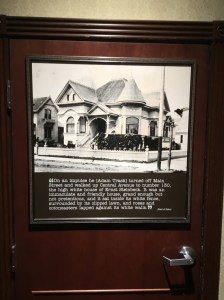 “On an impulse he [Adam Trask] turned off Main
Street and walked up Central Avenue to number 130,
the high white house of Ernest Steinbeck. It was an
immaculate and friendly house, grand enough but
not pretentious, and it sat inside its white fence,
surrounded by its clipped lawn, and roses and
cotoneasters lapped against its white walls.”